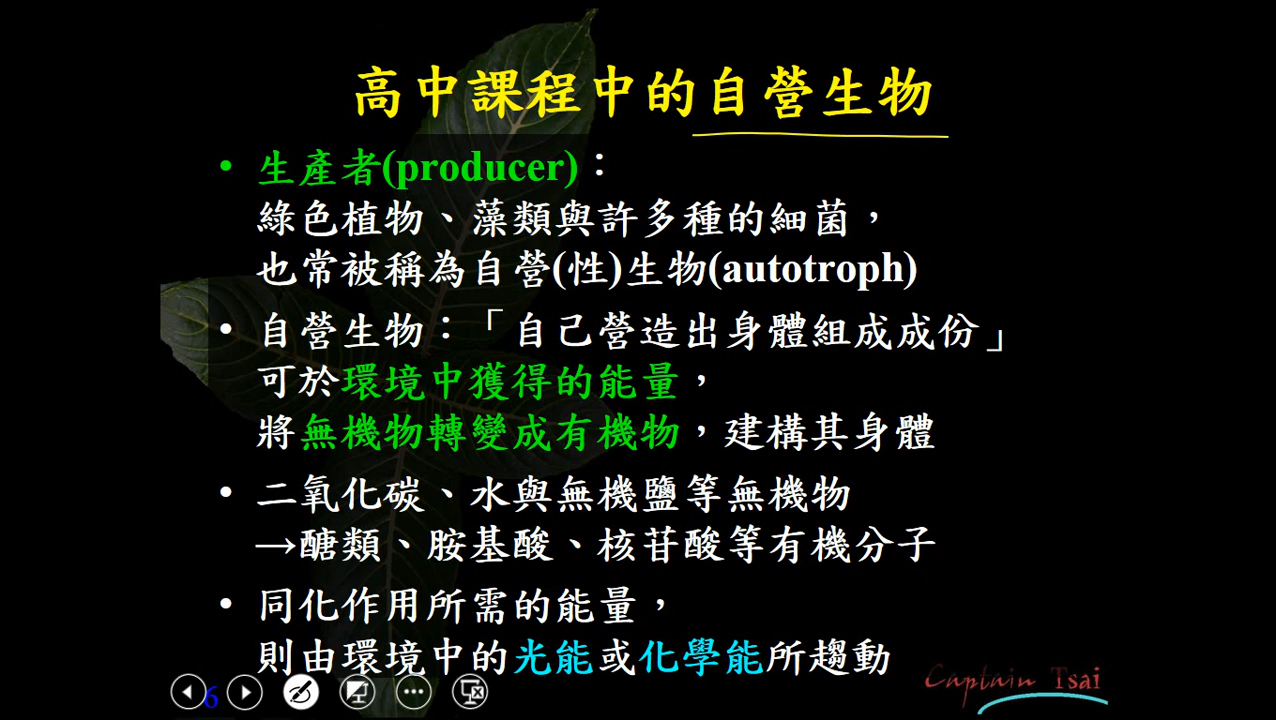 高中課程中的自營生物
• 生產者(producer)：
綠色植物、藻類與許多種的細菌，
也常被稱為自營(性)生物(autotroph)
• 自營生物：「自己營造出身體組成成份」
可於環境中獲得的能量，
將無機物轉變成有機物，建構其身體
• 二氧化碳、水與無機鹽等無機物
→醣類、胺基酸、核苷酸等有機分子
• 同化作用所需的能量，
則由環境中的光能或化學能所趨動
6
Captain Tsai